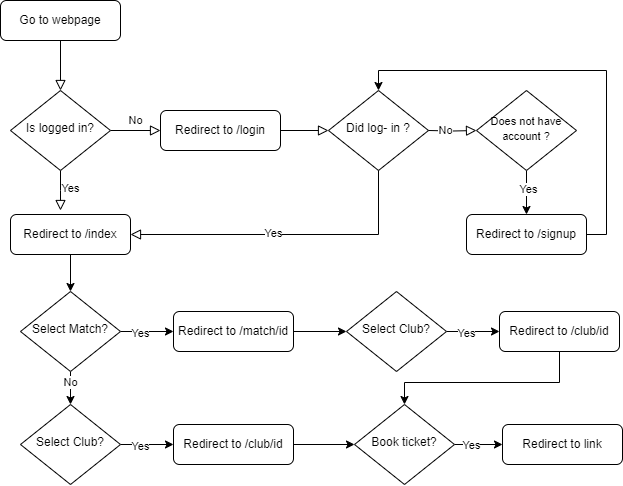 Go to webpage
Is logged in?
No
Redirect to /login
Did log- in ?
No
Does not have
account ?
Yes
Yes
Redirect to /index
Yes
Redirect to /signup
Select Match?
Yes
Redirect to /match/id
Select Club?
Yes
Redirect to /club/id
No
Select Club?
Yes
Redirect to /club/id
Book ticket?
Yes
Redirect to link